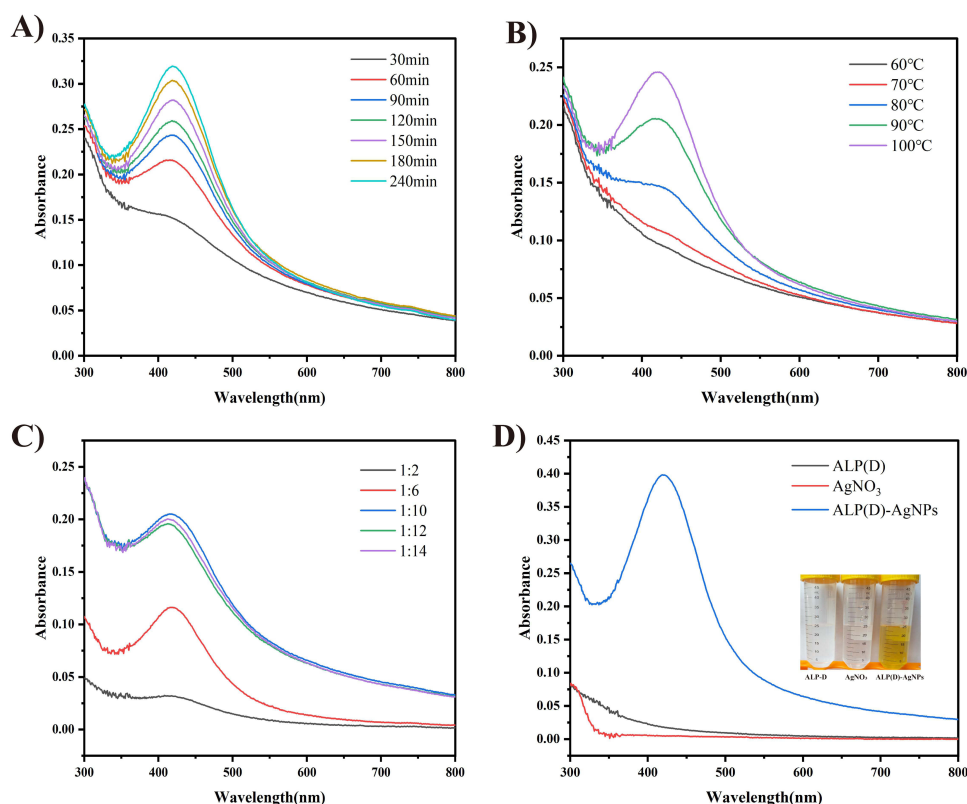 A)
0.35
0.30
0.25
0.20
0.15
0.10
0.05
0.00
Absorbance
30min
60min
90min
120min
150min
180min
240min
300 400 500 600 700 800
Wavelength(nm)
B)
0.25
0.20
0.15
0.10
0.05
0.00
Absorbance
60℃
70℃
80℃
90℃
100℃
300 400 500 600 700 800
Wavelength(nm)
C)
0.25
0.20
0.15
0.10
0.05
0.00
Absorbance
1:2
1:6
1:10
1:12
1:14
300 400 500 600 700 800
Wavelength(nm)
D)
0.45
0.40
0.35
0.30
0.25
0.20
0.15
0.10
0.05
0.00
Absorbance
ALP(D)
AgNO₃
ALP(D)-AgNPs
ALP-D AgNO₃ ALP(D)-AgNPs
300 400 500 600 700 800
Wavelength(nm)